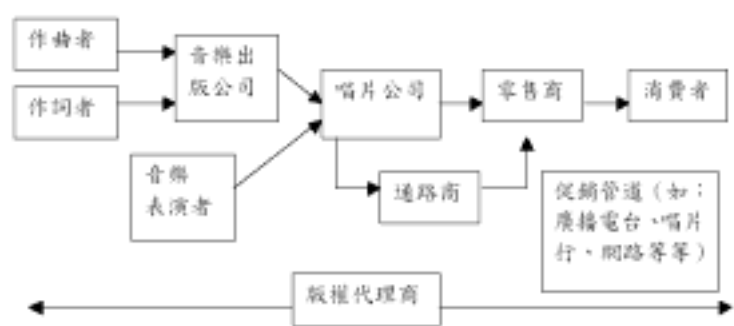 作曲者
作詞者
音樂出
版公司
音樂
表演者
唱片公司
通路商
零售商
消費者
促銷管道（如：
廣播電台、唱片
行、網路等等）
版權代理商